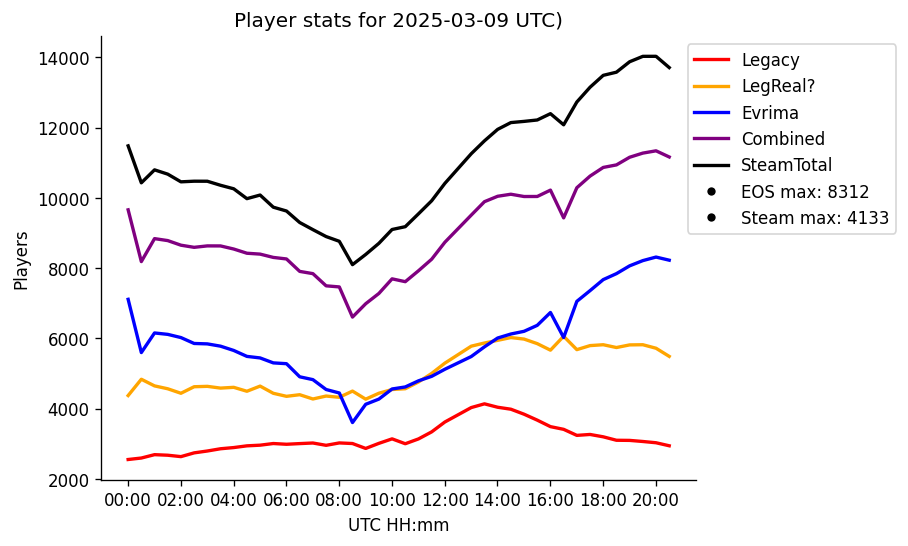 Player stats for 2025-03-09 UTC)
14000
12000
10000
8000
6000
4000
2000
Players
00:00 02:00 04:00 06:00 08:00 10:00 12:00 14:00 16:00 18:00 20:00
UTC HH:mm
Legacy
LegReal?
Evrima
Combined
SteamTotal
EOS max: 8312
Steam max: 4133